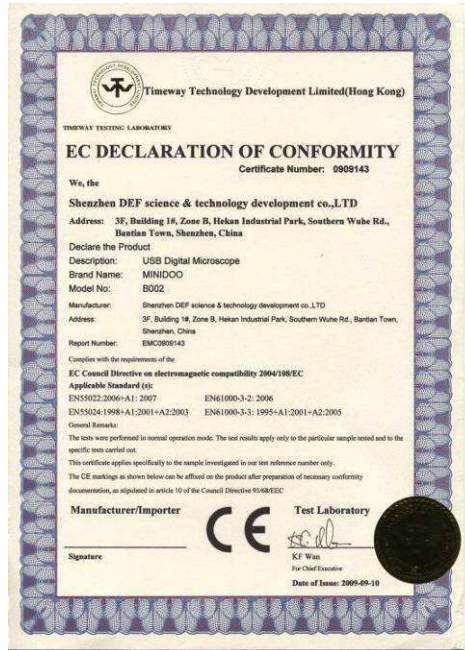 Timeway Technology Development Limited(Hong Kong)
TIMEWAY TESTING LABORATORY
EC DECLARATION OF CONFORMITY
Certificate Number: 0909143
We, the
Shenzhen DEF science & technology development co.,LTD
Address: 3F, Building 1#, Zone B, Hekan Industrial Park, Southern Wuhe Rd.,
Bantian Town, Shenzhen, China
Declare the Product
Description: USB Digital Microscope
Brand Name: MINIDOO
Model No: B002
Manufacturer: Shenzhen DEF science & technology development co.,LTD
Address: 3F, Building 1#, Zone B, Hekan Industrial Park, Southern Wuhe Rd., Bantian Town,
Shenzhen, China
Report Number: EMC0909143
Complies with the requirements of the
EC Council Directive on electromagnetic compatibility 2004/108/EC
Applicable Standard (s):
EN55022:2006+A1: 2007 EN61000-3-2: 2006
EN55024:1998+A1:2001+A2:2003 EN61000-3-3: 1995+A1:2001+A2:2005
General Remarks:
The tests were performed in normal operation mode. The test results apply only to the particular sample tested and to the
specific tests carried out.
This certificate applies specifically to the sample investigated in our test reference number only.
The CE markings as shown below can be affixed on the product after preparation of necessary conformity
documentation, as stipulated in article 10 of the Council Directive 93/68/EEC
Manufacturer/Importer CE Test Laboratory
Signature KF Wan
For Chief Executive
Date of Issue: 2009-09-10